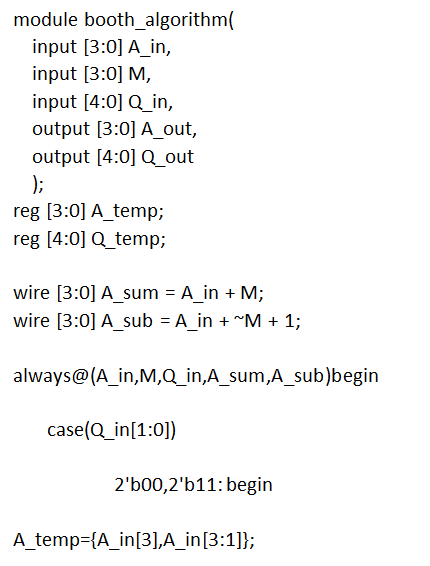 module booth_algorithm(
input [3:0] A_in,
input [3:0] M,
input [4:0] Q_in,
output [3:0] A_out,
output [4:0] Q_out
);
reg [3:0] A_temp;
reg [4:0] Q_temp;
wire [3:0] A_sum = A_in + M;
wire [3:0] A_sub = A_in + ~M + 1;
always@(A_in,M,Q_in,A_sum,A_sub)begin
case(Q_in[1:0])
2'b00,2'b11: begin
A_temp={A_in[3],A_in[3:1]};